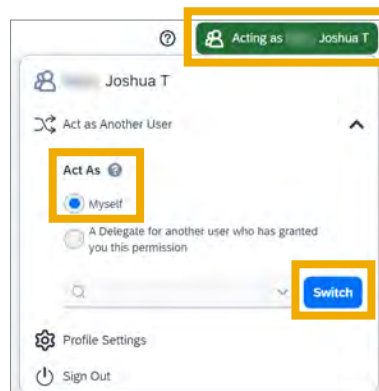 Acting as Joshua T
Joshua T
Act as Another User
Act As
Myself
A Delegate for another user who has granted
you this permission
Switch
Profile Settings
Sign Out